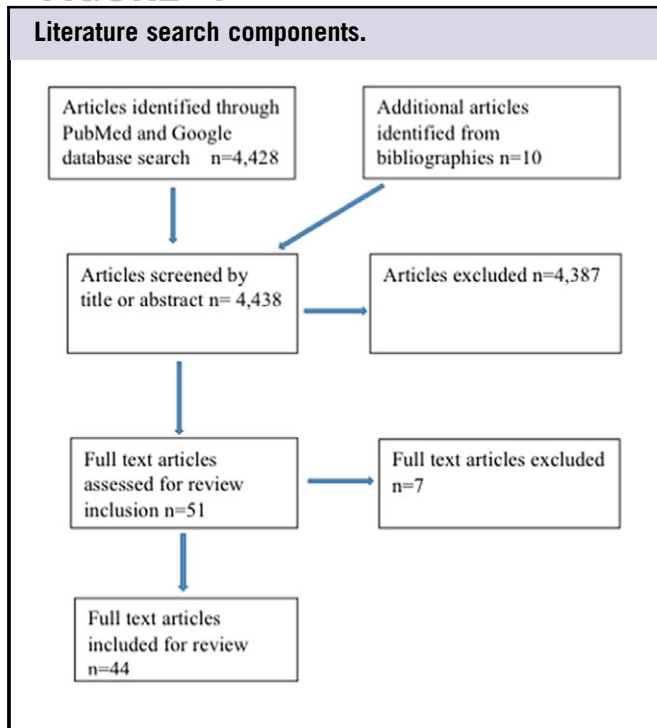 Literature search components.
Articles identified through
PubMed and Google
database search n=4,428
Additional articles
identified from
bibliographies n=10
Articles screened by
title or abstract n= 4,438
Articles excluded n=4,387
Full text articles
assessed for review
inclusion n=51
Full text articles excluded
n=7
Full text articles
included for review
n=44